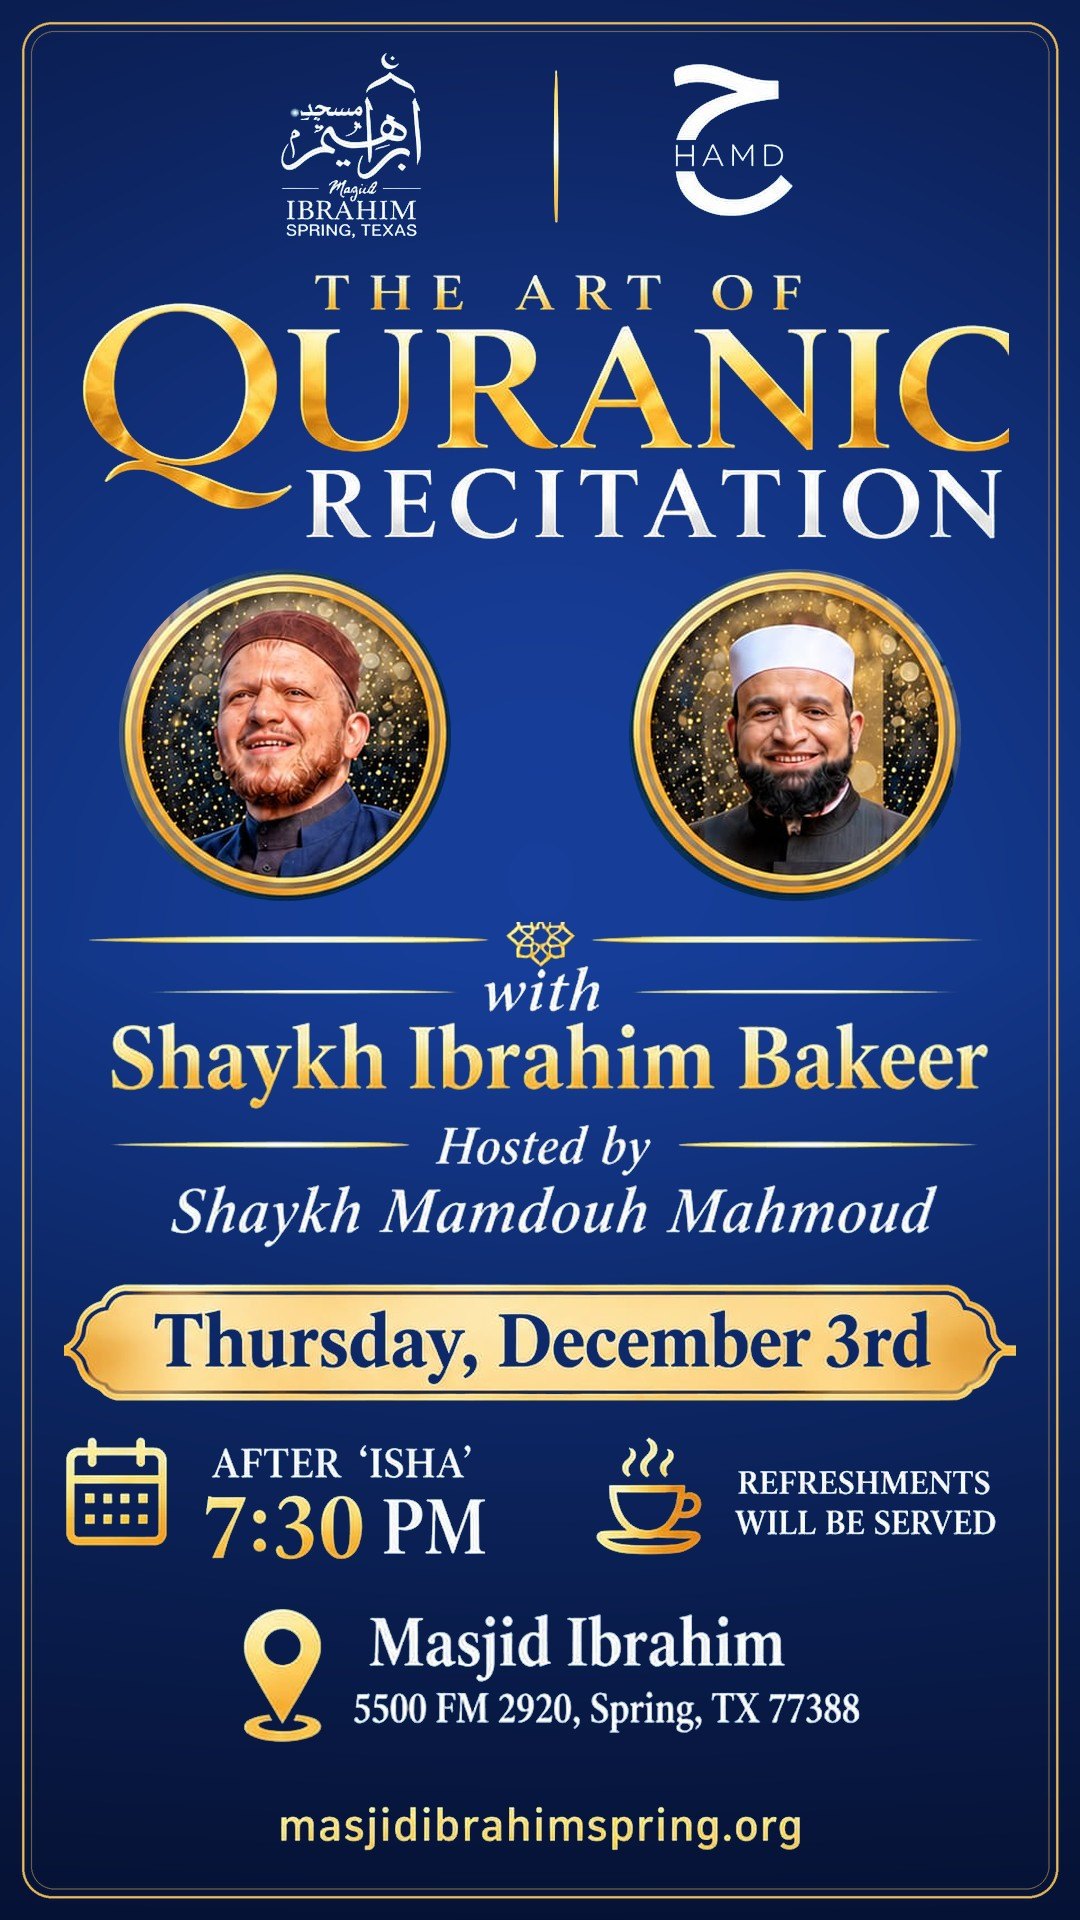 مسجد
ابراهيم
Masjid
IBRAHIM
SPRING, TEXAS
ح
HAMD
THE ART OF
QURANIC
RECITATION
with
Shaykh Ibrahim Bakeer
Hosted by
Shaykh Mamdouh Mahmoud
Thursday, December 3rd
AFTER ‘ISHA’
7:30 PM
REFRESHMENTS
WILL BE SERVED
Masjid Ibrahim
5500 FM 2920, Spring, TX 77388
masjidibrahimspring.org